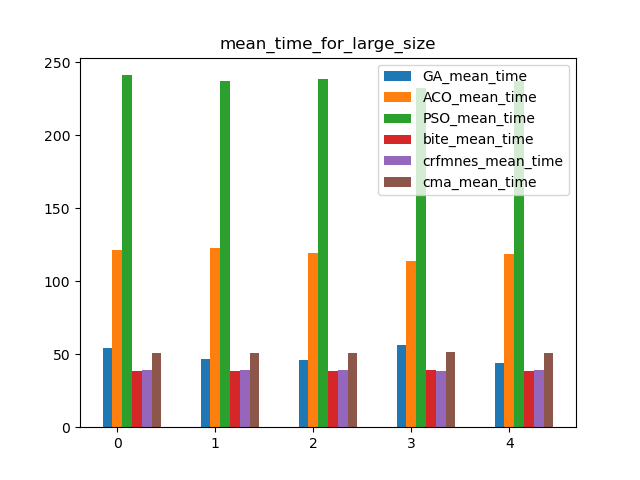 mean_time_for_large_size
250
200
150
100
50
0
0 1 2 3 4
GA_mean_time
ACO_mean_time
PSO_mean_time
bite_mean_time
crfmnes_mean_time
cma_mean_time